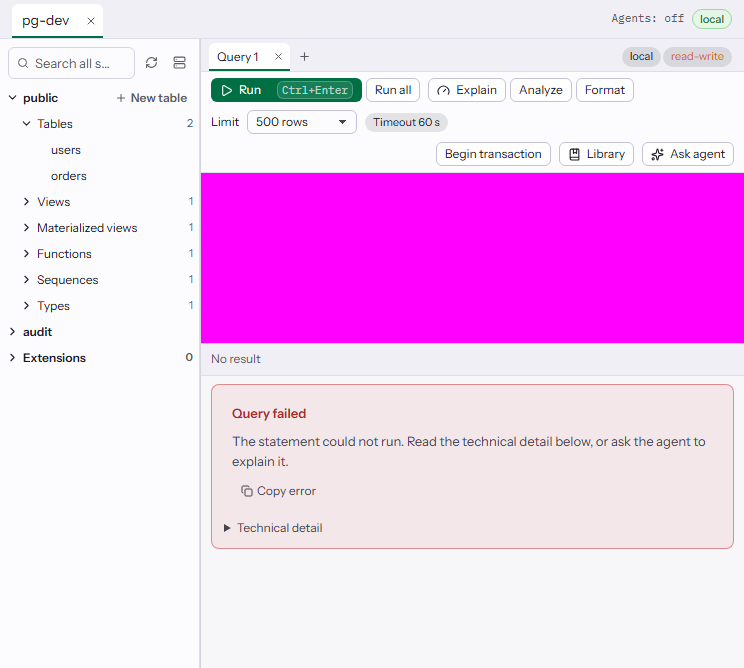 pg-dev
Agents: off local
Search all s...
Query 1
local read-write
public + New table
Run Ctrl+Enter Run all Explain Analyze Format
Tables 2
Limit 500 rows Timeout 60 s
users
Begin transaction Library Ask agent
orders
Views 1
Materialized views 1
Functions 1
Sequences 1
Types 1
audit
Extensions 0
No result
Query failed
The statement could not run. Read the technical detail below, or ask the agent to
explain it.
Copy error
Technical detail